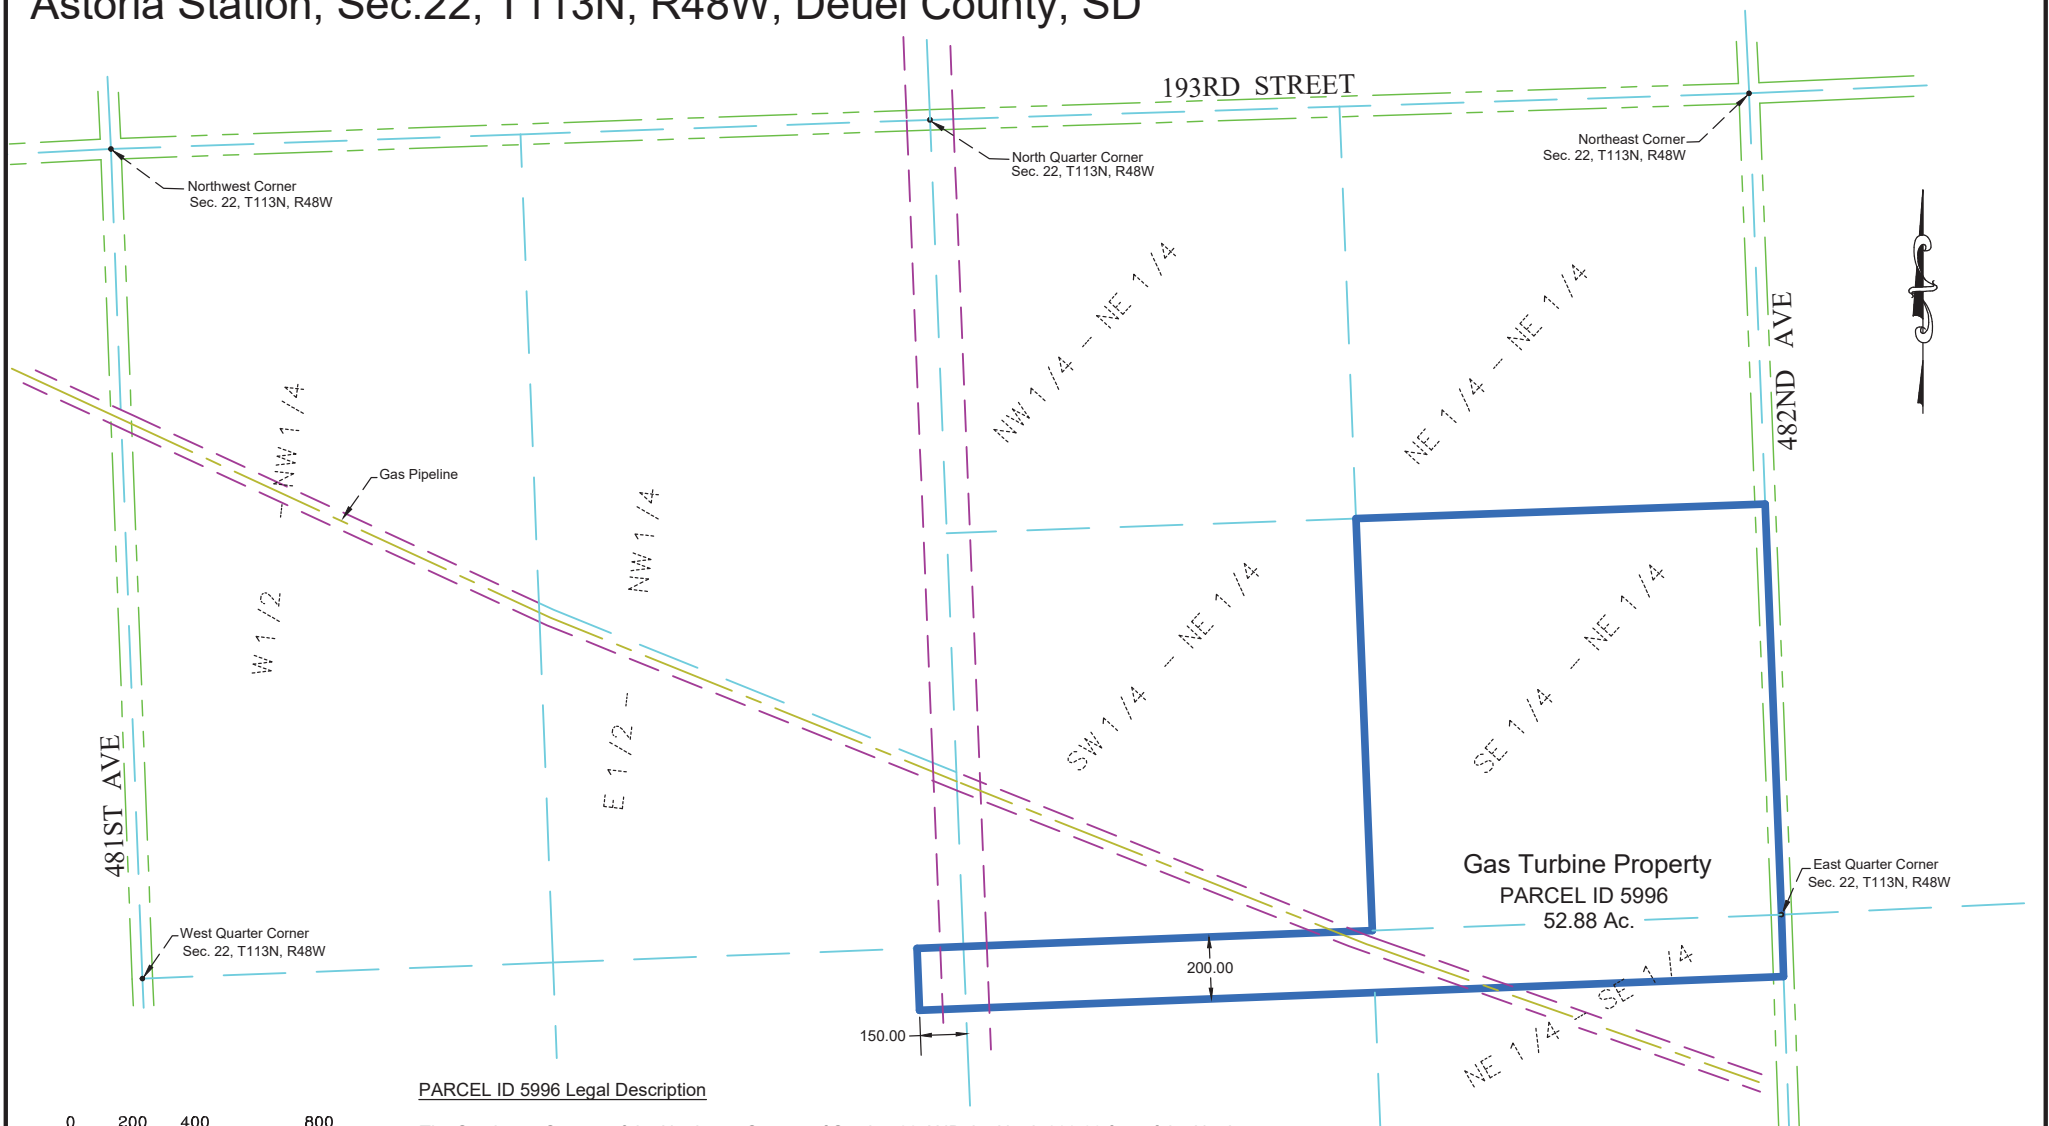 Astoria Station, Sec.22, T113N, R48W, Deuel County, SD
193RD STREET
Northwest Corner
Sec. 22, T113N, R48W
North Quarter Corner
Sec. 22, T113N, R48W
Northeast Corner
Sec. 22, T113N, R48W
NW 1/4 - NE 1/4
NE 1/4 - NE 1/4
482ND AVE
W 1/2 - NW 1/4
Gas Pipeline
E 1/2 - NW 1/4
SW 1/4 - NE 1/4
SE 1/4 - NE 1/4
481ST AVE
Gas Turbine Property
PARCEL ID 5996
52.88 Ac.
East Quarter Corner
Sec. 22, T113N, R48W
West Quarter Corner
Sec. 22, T113N, R48W
200.00
150.00
NE 1/4 - SE 1/4
PARCEL ID 5996 Legal Description
0 200 400 800